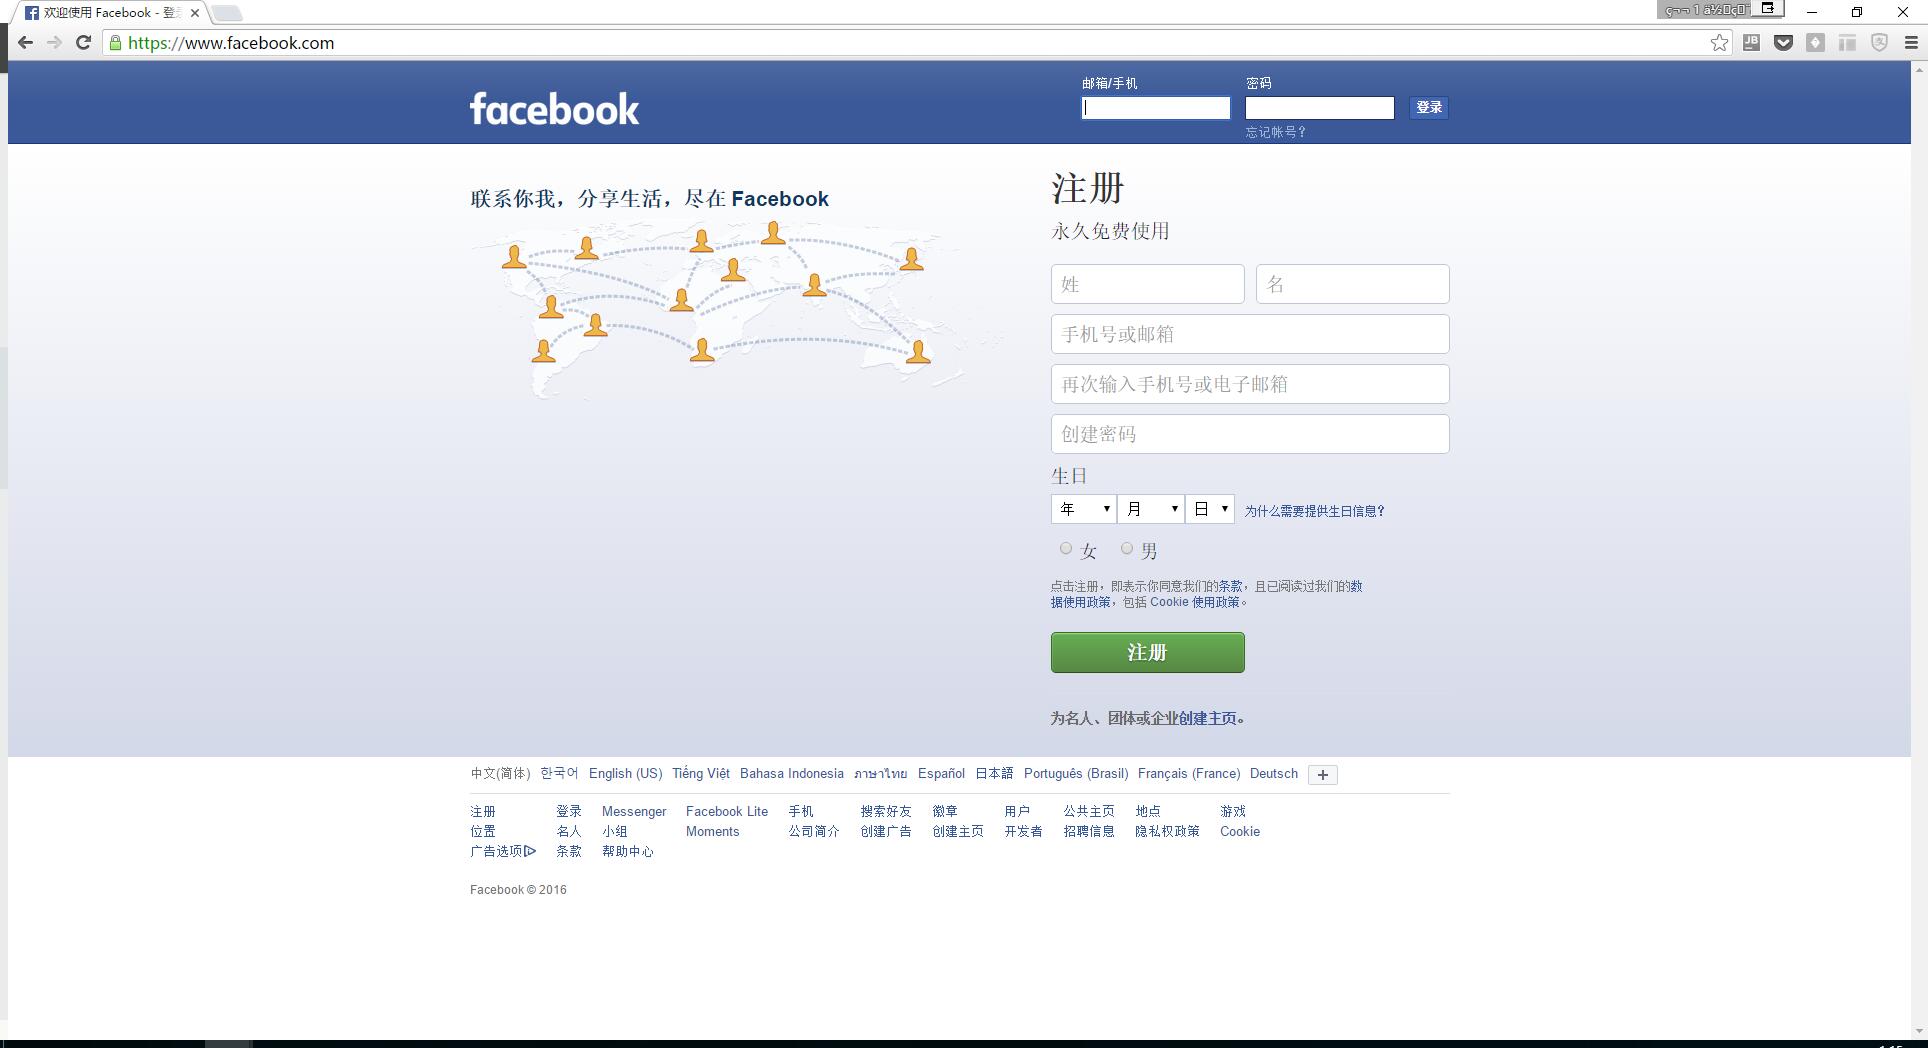 欢迎使用 Facebook - 登
https://www.facebook.com
facebook
邮箱/手机
密码
登录
忘记帐号？
联系你我，分享生活，尽在 Facebook
注册
永久免费使用
姓
名
手机号或邮箱
再次输入手机号或电子邮箱
创建密码
生日
年 月 日 为什么需要提供生日信息？
女 男
点击注册，即表示你同意我们的条款，且已阅读过我们的数
据使用政策，包括 Cookie 使用政策。
注册
为名人、团体或企业创建主页。
中文(简体) 한국어 English (US) Tiếng Việt Bahasa Indonesia ภาษาไทย Español 日本語 Português (Brasil) Français (France) Deutsch +
注册 登录 Messenger Facebook Lite 手机 搜索好友 徽章 用户 公共主页 地点 游戏
位置 名人 小组 Moments 公司简介 创建广告 创建主页 开发者 招聘信息 隐私权政策 Cookie
广告选项 条款 帮助中心
Facebook © 2016